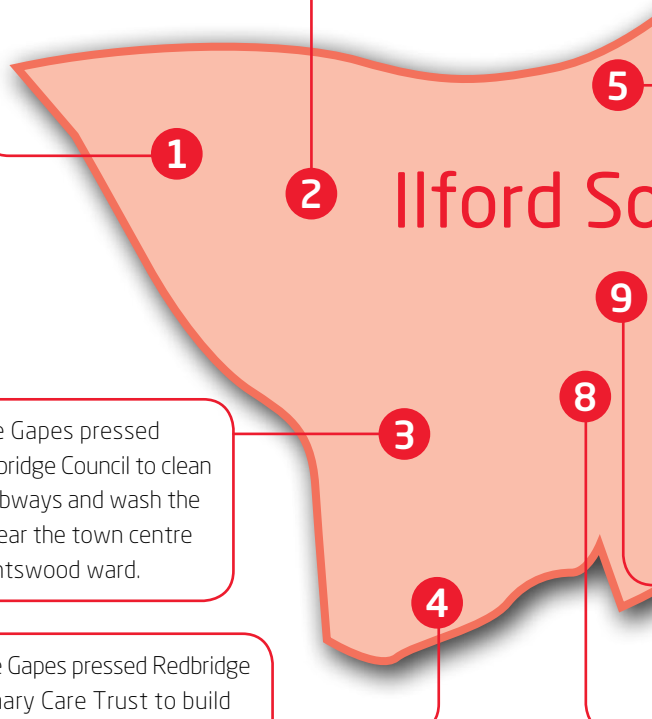 5
1
2
Ilford So
9
8
e Gapes pressed
bridge Council to clean
bways and wash the
ear the town centre
ntswood ward.
3
4
e Gapes pressed Redbridge
ary Care Trust to build